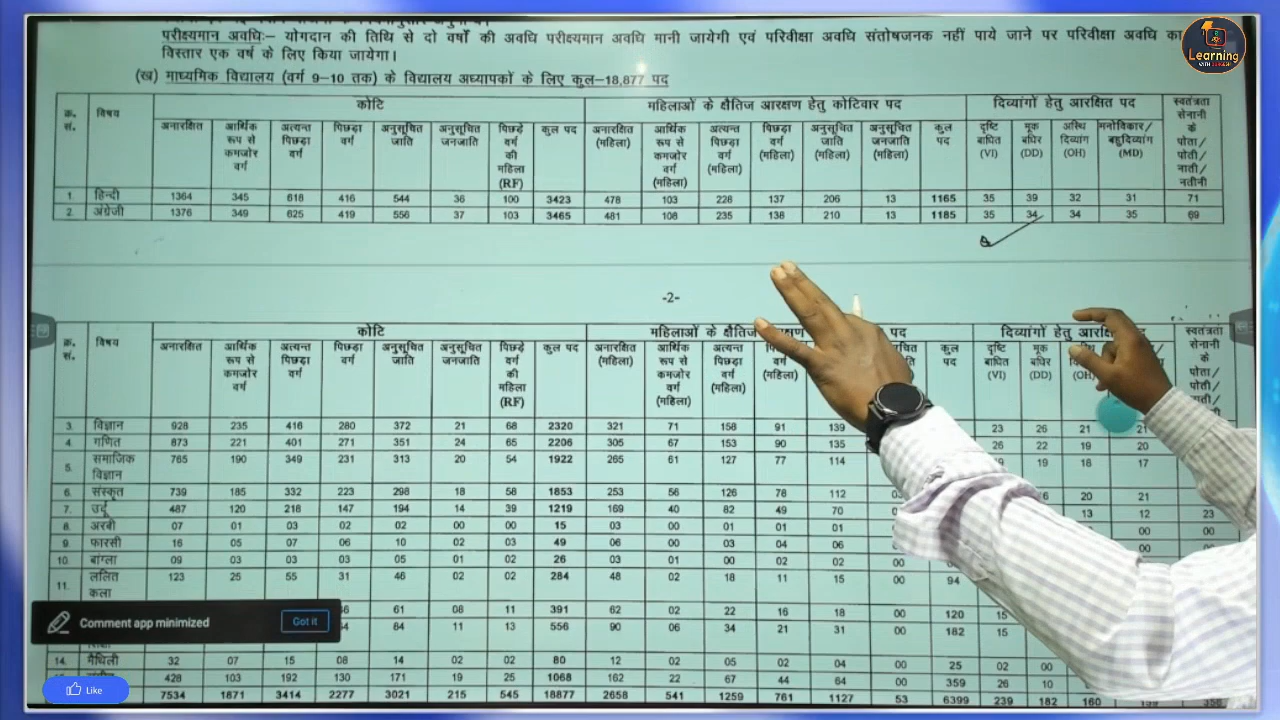 परीक्ष्यमान अवधि:– योगदान की तिथि से दो वर्षों की अवधि परीक्ष्यमान अवधि मानी जायेगी एवं परिवीक्षा अवधि संतोषजनक नहीं पाये जाने पर परिवीक्षा अवधि का
विस्तार एक वर्ष के लिए किया जायेगा।
Learning
(ख) माध्यमिक विद्यालय (वर्ग 9–10 तक) के विद्यालय अध्यापकों के लिए कुल–18,877 पद
क्र. सं. विषय कोटि महिलाओं के क्षैतिज आरक्षण हेतु कोटिवार पद दिव्यांगों हेतु आरक्षित पद स्वतंत्रता सेनानी के पोता/ पोती/ नाती/ नतीनी
अनारक्षित आर्थिक रूप से कमजोर वर्ग अत्यन्त पिछड़ा वर्ग पिछड़ा वर्ग अनुसूचित जाति अनुसूचित जनजाति पिछड़े वर्ग की महिला (RF) कुल पद अनारक्षित (महिला) आर्थिक रूप से कमजोर वर्ग (महिला) अत्यन्त पिछड़ा वर्ग (महिला) पिछड़ा वर्ग (महिला) अनुसूचित जाति (महिला) अनुसूचित जनजाति (महिला) कुल पद दृष्टि बाधित (VI) मूक बधिर (DD) अस्थि दिव्यांग (OH) मनोविकार/ बहुदिव्यांग (MD)
1. हिन्दी 1364 345 618 416 544 36 100 3423 478 103 228 137 206 13 1165 35 39 32 31 71
2. अंग्रेजी 1376 349 625 419 556 37 103 3465 481 108 235 138 210 13 1185 35 34 34 35 69
-2-
क्र. सं. विषय कोटि महिलाओं के क्षैतिज पद दिव्यांगों हेतु स्वतंत्रता सेनानी के पोता/ पोती/
अनारक्षित आर्थिक रूप से कमजोर वर्ग अत्यन्त पिछड़ा वर्ग पिछड़ा वर्ग अनुसूचित जाति अनुसूचित जनजाति पिछड़े वर्ग की महिला (RF) कुल पद अनारक्षित (महिला) आर्थिक रूप से कमजोर वर्ग (महिला) अत्यन्त पिछड़ा वर्ग (महिला) (महिला) कुल पद दृष्टि बाधित (VI) मूक बधिर (DD)
3. विज्ञान 928 235 416 280 372 21 68 2320 321 71 158 91 139 23 26 21 21
4. गणित 873 221 401 271 351 24 65 2206 305 67 153 90 135 26 22 19 20
5. समाजिक विज्ञान 765 190 349 231 313 20 54 1922 265 61 127 77 114 19 18 17
6. संस्कृत 739 185 332 223 298 18 58 1853 253 56 126 78 112 20 21
7. उर्दू 487 120 218 147 194 14 39 1219 169 40 82 49 70 13 12 23
8. अरबी 07 01 03 02 02 00 00 15 03 00 01 01 01 00 00
9. फारसी 16 05 07 06 10 02 03 49 06 00 03 04 06 00 00
10. बांग्ला 09 03 03 03 05 01 02 26 03 01 00 02 02 00
11. ललित कला 123 25 55 31 46 02 02 284 48 02 18 11 15 00 94
61 08 11 391 62 02 22 16 18 00 120 15
64 11 13 556 90 06 34 21 31 00 182 15
14. मैथिली 32 07 15 08 14 02 02 80 12 02 05 02 04 00 25 02 00
428 103 192 130 171 19 25 1068 162 22 67 44 64 00 359 26 10
7534 1871 3414 2277 3021 215 545 18877 2658 541 1259 761 1127 53 6399 239 182 160
Comment app minimized
Got it
Like